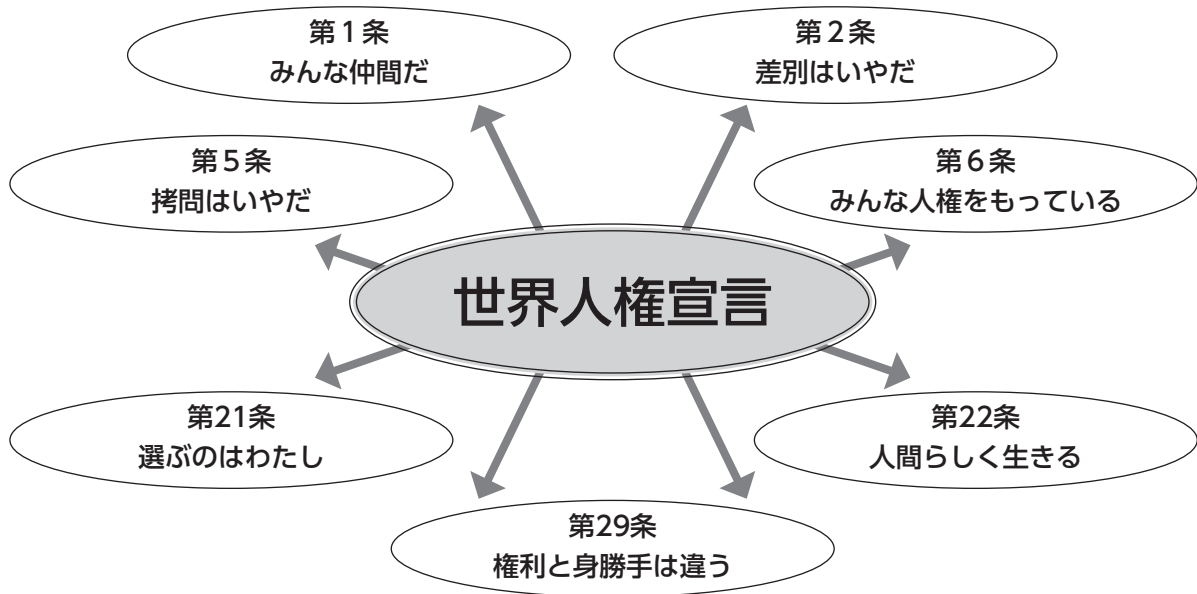 第1条
みんな仲間だ
第2条
差別はいやだ
第5条
拷問はいやだ
第6条
みんな人権をもっている
世界人権宣言
第21条
選ぶのはわたし
第22条
人間らしく生きる
第29条
権利と身勝手は違う